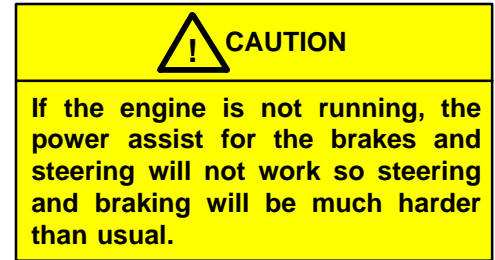 ! CAUTION
If the engine is not running, the
power assist for the brakes and
steering will not work so steering
and braking will be much harder
than usual.